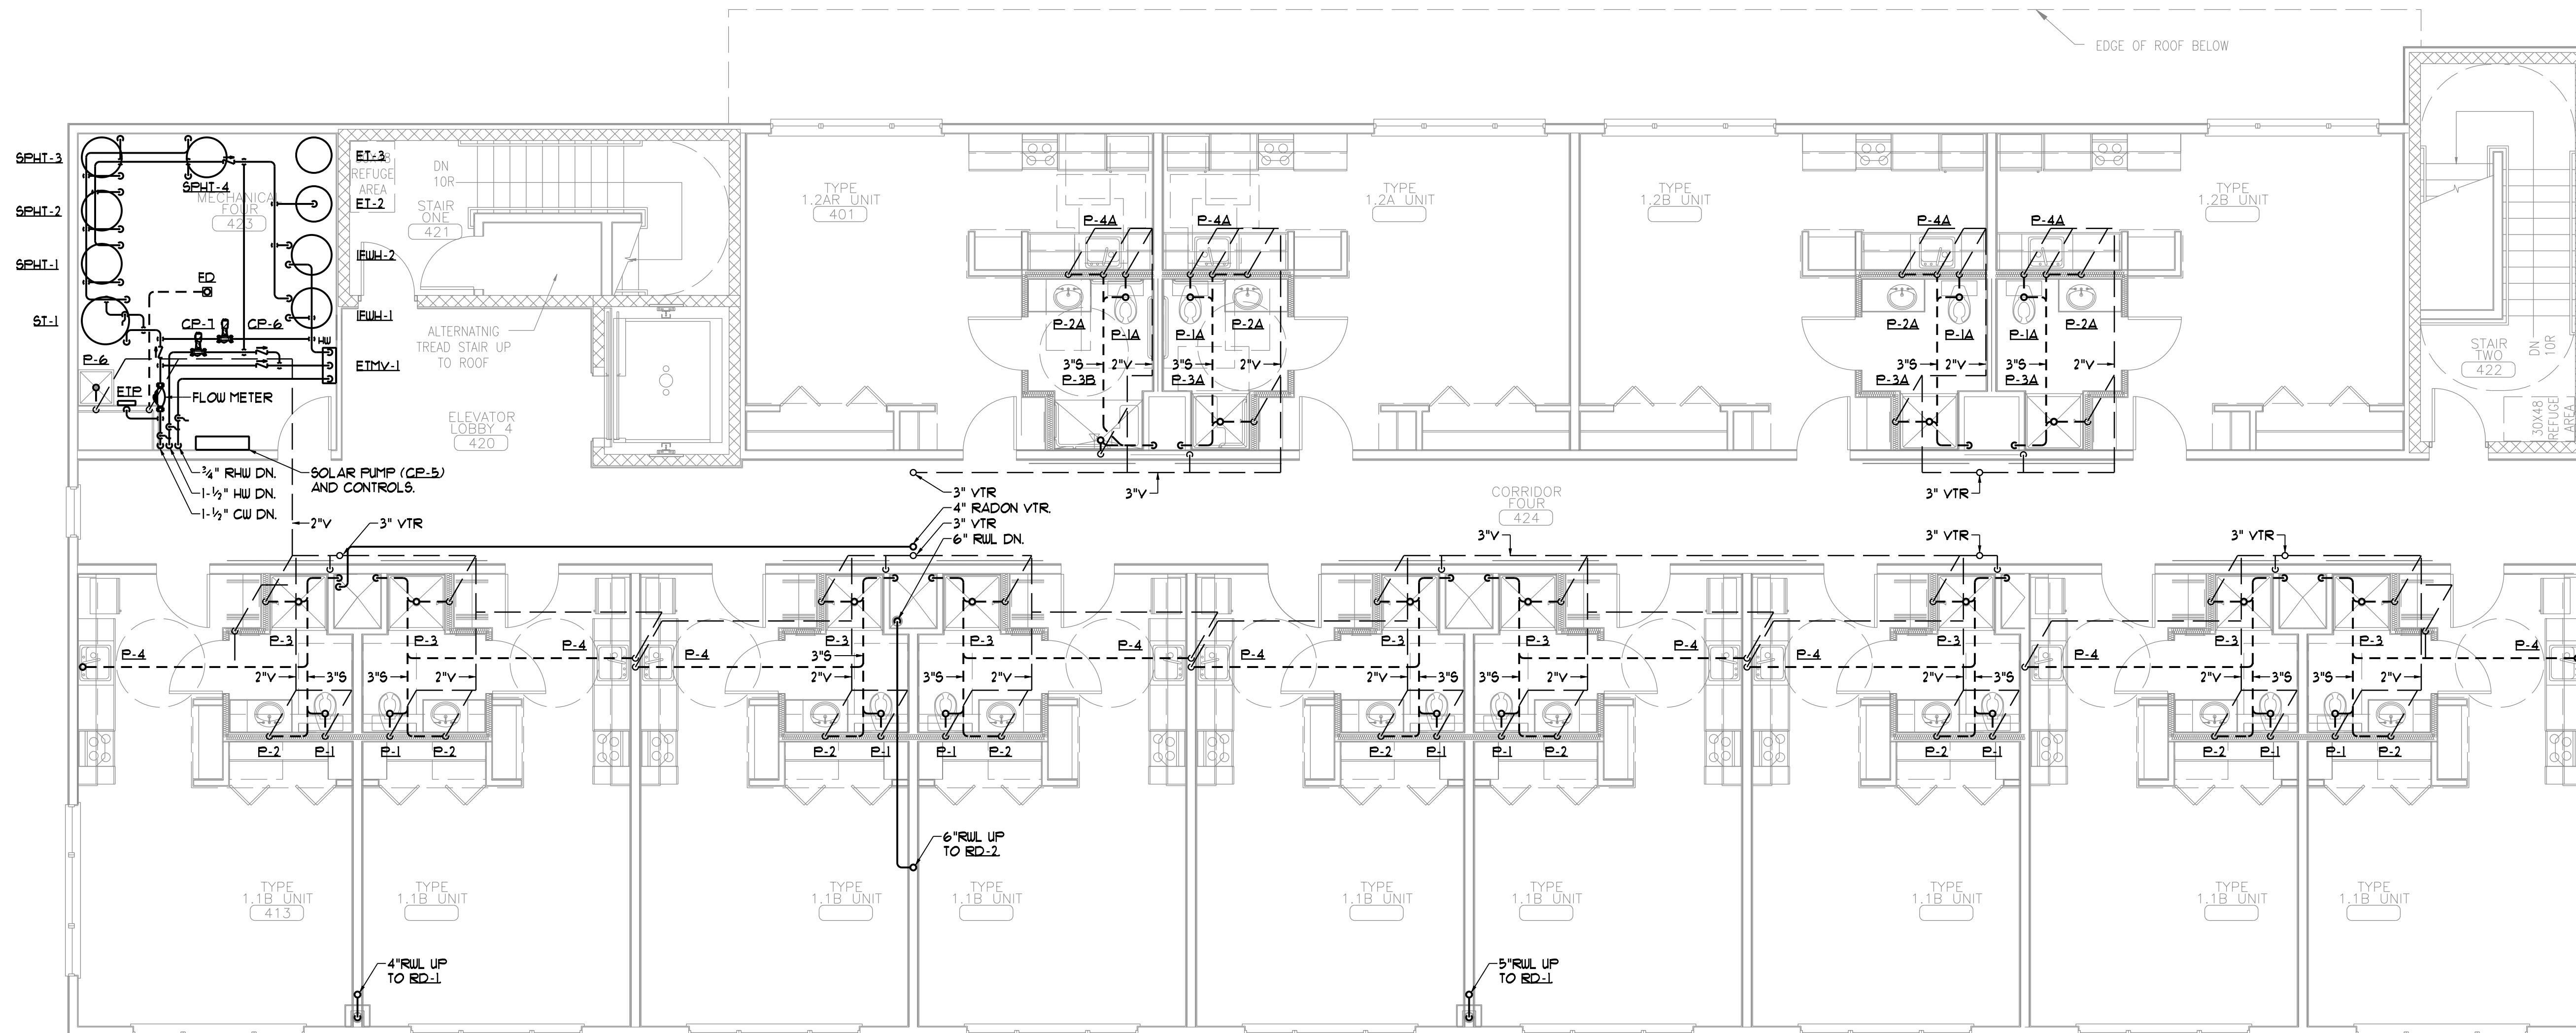 EDGE OF ROOF BELOW
SPHT-3
SPHT-2
SPHT-1
ST-1
P-6
ETP
SPHT-4
MECHANICAL
FOUR
423
FD
CP-7
CP-6
HW
ET-3
REFUGE
AREA
ET-2
IFWH-2
IFWH-1
ETMV-1
FLOW METER
3/4" RHW DN.
1-1/2" HW DN.
1-1/2" CW DN.
SOLAR PUMP (CP-5)
AND CONTROLS.
2"V
DN
10R
STAIR
ONE
421
ALTERNATNIG
TREAD STAIR UP
TO ROOF
ELEVATOR
LOBBY 4
420
TYPE
1.2AR UNIT
401
TYPE
1.2A UNIT
TYPE
1.2B UNIT
TYPE
1.2B UNIT
P-4A
P-4A
P-4A
P-4A
P-2A
P-1A
P-1A
P-2A
P-2A
P-1A
P-1A
P-2A
3"S
2"V
3"S
2"V
3"S
2"V
3"S
2"V
P-3B
P-3A
P-3A
P-3A
STAIR
TWO
422
DN
10R
30X48
REFUGE
AREA
3"V
3" VTR
CORRIDOR
FOUR
424
3" VTR
3" VTR
4" RADON VTR.
3" VTR
6" RWL DN.
3"V
3" VTR
3" VTR
P-4
P-3
P-3
P-4
P-4
P-3
P-3
P-4
P-4
P-3
P-3
P-4
P-4
P-3
P-4
P-3
P-3
P-4
3"S
2"V
3"S
3"S
2"V
2"V
3"S
2"V
2"V
3"S
3"S
2"V
2"V
3"S
2"V
3"S
3"S
2"V
P-2
P-1
P-1
P-2
P-2
P-1
P-1
P-2
P-2
P-1
P-1
P-2
P-2
P-1
P-2
P-1
P-1
P-2
6"RWL UP
TO RD-2
TYPE
1.1B UNIT
413
TYPE
1.1B UNIT
TYPE
1.1B UNIT
TYPE
1.1B UNIT
TYPE
1.1B UNIT
TYPE
1.1B UNIT
TYPE
1.1B UNIT
TYPE
1.1B UNIT
TYPE
1.1B UNIT
4"RWL UP
TO RD-1
5"RWL UP
TO RD-1